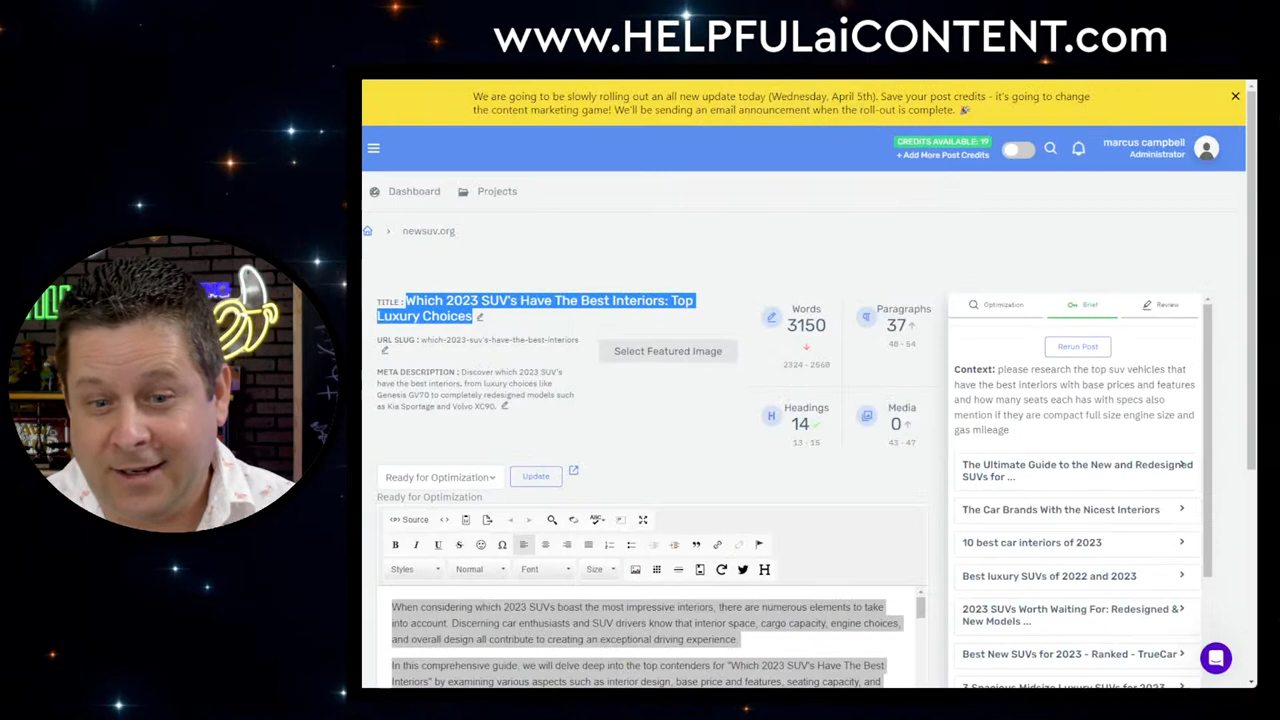 www.HELPFULaiCONTENT.com
We are going to be slowly rolling out an all new update today (Wednesday, April 5th). Save your post credits - it's going to change
the content marketing game! We'll be sending an email announcement when the roll-out is complete. 🎉
CREDITS AVAILABLE: 19
+ Add More Post Credits
marcus campbell
Administrator
Dashboard
Projects
newsuv.org
TITLE : Which 2023 SUV's Have The Best Interiors: Top
Luxury Choices
URL SLUG : which-2023-suv's-have-the-best-interiors
META DESCRIPTION : Discover which 2023 SUV's
have the best interiors, from luxury choices like
Genesis GV70 to completely redesigned models such
as Kia Sportage and Volvo XC90.
Select Featured Image
Words
3150
2324 - 2668
Paragraphs
37
48 - 54
Headings
14
13 - 15
Media
0
43 - 47
Ready for Optimization
Update
Ready for Optimization
Source
Styles
Normal
Font
Size
When considering which 2023 SUVs boast the most impressive interiors, there are numerous elements to take
into account. Discerning car enthusiasts and SUV drivers know that interior space, cargo capacity, engine choices,
and overall design all contribute to creating an exceptional driving experience.
In this comprehensive guide, we will delve deep into the top contenders for "Which 2023 SUV's Have The Best
Interiors" by examining various aspects such as interior design, base price and features, seating capacity, and
Optimization
Brief
Review
Rerun Post
Context: please research the top suv vehicles that
have the best interiors with base prices and features
and how many seats each has with specs also
mention if they are compact full size engine size and
gas mileage
The Ultimate Guide to the New and Redesigned
SUVs for ...
The Car Brands With the Nicest Interiors
10 best car interiors of 2023
Best luxury SUVs of 2022 and 2023
2023 SUVs Worth Waiting For: Redesigned &
New Models ...
Best New SUVs for 2023 - Ranked - TrueCar
3 Spacious Midsize Luxury SUVs for 2023